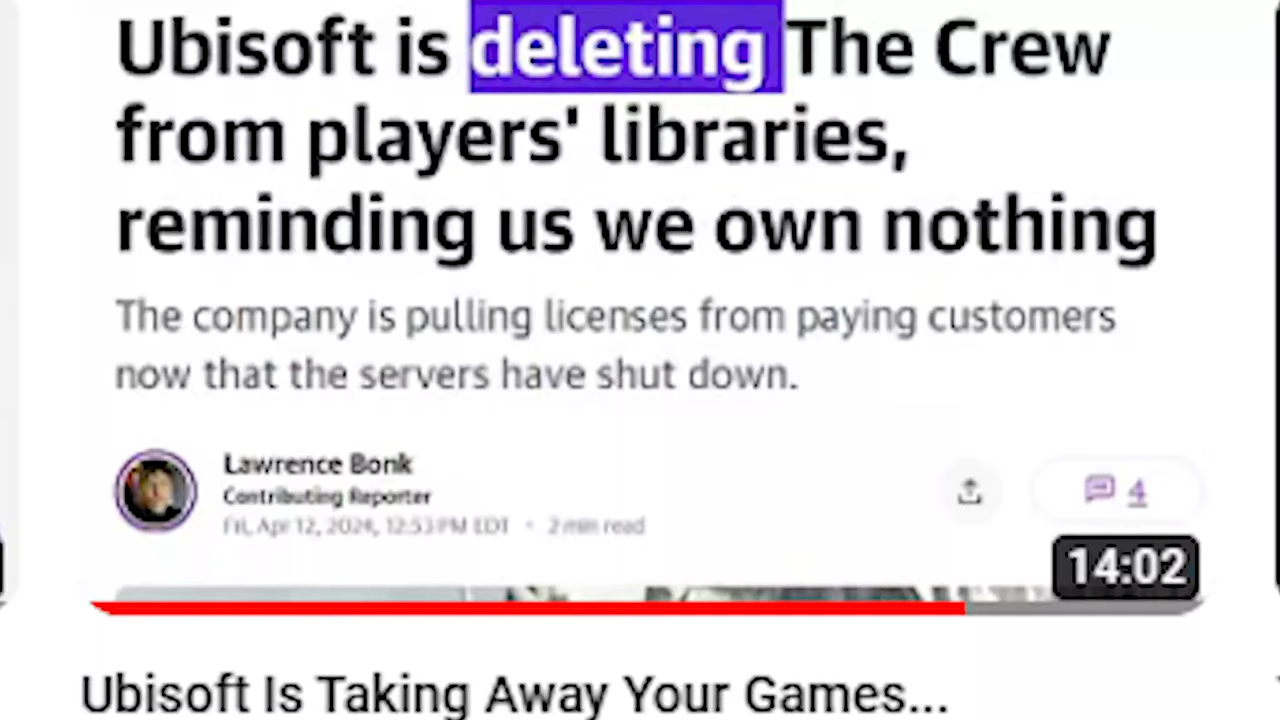 Ubisoft is deleting The Crew
from players' libraries,
reminding us we own nothing
The company is pulling licenses from paying customers
now that the servers have shut down.
Lawrence Bonk
Contributing Reporter
Fri, Apr 12, 2024, 12:53 PM EDT • 2 min read
4
14:02
Ubisoft Is Taking Away Your Games...